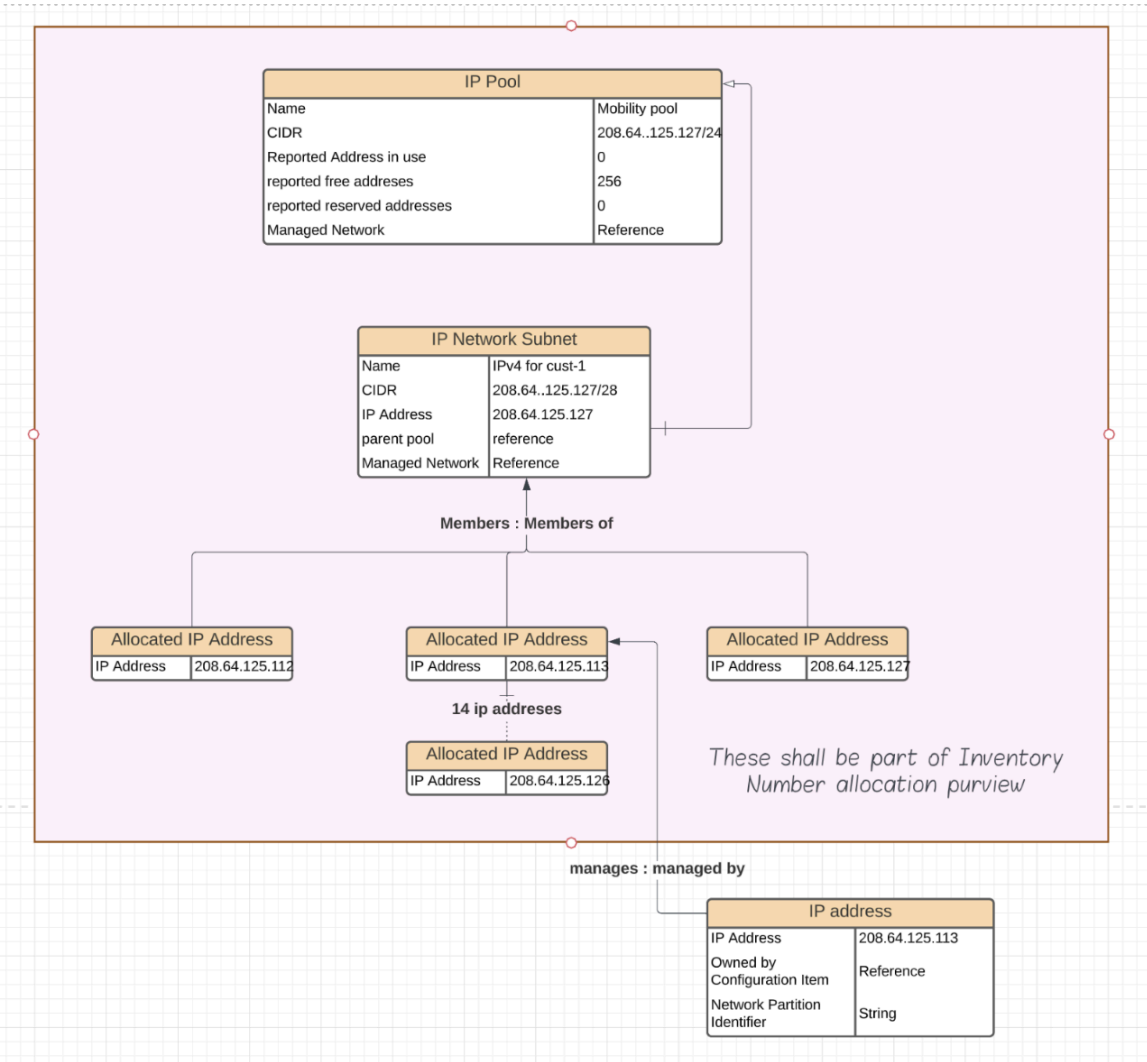 IP Pool
Name Mobility pool
CIDR 208.64..125.127/24
Reported Address in use 0
reported free addreses 256
reported reserved addresses 0
Managed Network Reference
IP Network Subnet
Name IPv4 for cust-1
CIDR 208.64..125.127/28
IP Address 208.64.125.127
parent pool reference
Managed Network Reference
Members : Members of
Allocated IP Address
IP Address 208.64.125.112
Allocated IP Address
IP Address 208.64.125.113
Allocated IP Address
IP Address 208.64.125.127
14 ip addreses
Allocated IP Address
IP Address 208.64.125.126
These shall be part of Inventory
Number allocation purview
manages : managed by
IP address
IP Address 208.64.125.113
Owned by
Configuration Item Reference
Network Partition
Identifier String